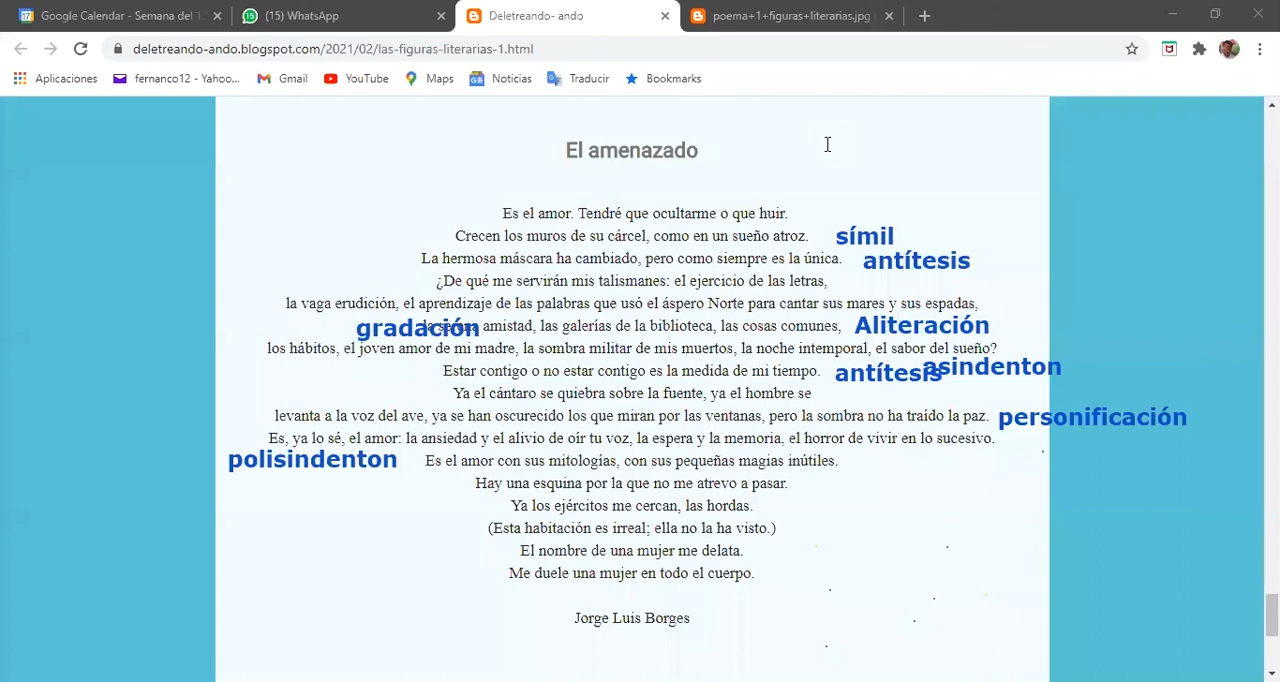 Google Calendar - Semana del 1
(15) WhatsApp
Deletreando- ando
poema+1+figuras+literarias.jpg
deletreando-ando.blogspot.com/2021/02/las-figuras-literarias-1.html
Aplicaciones fernanco12 - Yahoo... Gmail YouTube Maps Noticias Traducir Bookmarks
El amenazado
Es el amor. Tendré que ocultarme o que huir.
Crecen los muros de su cárcel, como en un sueño atroz. símil
La hermosa máscara ha cambiado, pero como siempre es la única. antítesis
¿De qué me servirán mis talismanes: el ejercicio de las letras,
la vaga erudición, el aprendizaje de las palabras que usó el áspero Norte para cantar sus mares y sus espadas,
gradación la serena amistad, las galerías de la biblioteca, las cosas comunes, Aliteración
los hábitos, el joven amor de mi madre, la sombra militar de mis muertos, la noche intemporal, el sabor del sueño?
Estar contigo o no estar contigo es la medida de mi tiempo. antítesis asindenton
Ya el cántaro se quiebra sobre la fuente, ya el hombre se
levanta a la voz del ave, ya se han oscurecido los que miran por las ventanas, pero la sombra no ha traído la paz. personificación
Es, ya lo sé, el amor: la ansiedad y el alivio de oír tu voz, la espera y la memoria, el horror de vivir en lo sucesivo.
polisindenton Es el amor con sus mitologías, con sus pequeñas magias inútiles.
Hay una esquina por la que no me atrevo a pasar.
Ya los ejércitos me cercan, las hordas.
(Esta habitación es irreal; ella no la ha visto.)
El nombre de una mujer me delata.
Me duele una mujer en todo el cuerpo.
Jorge Luis Borges